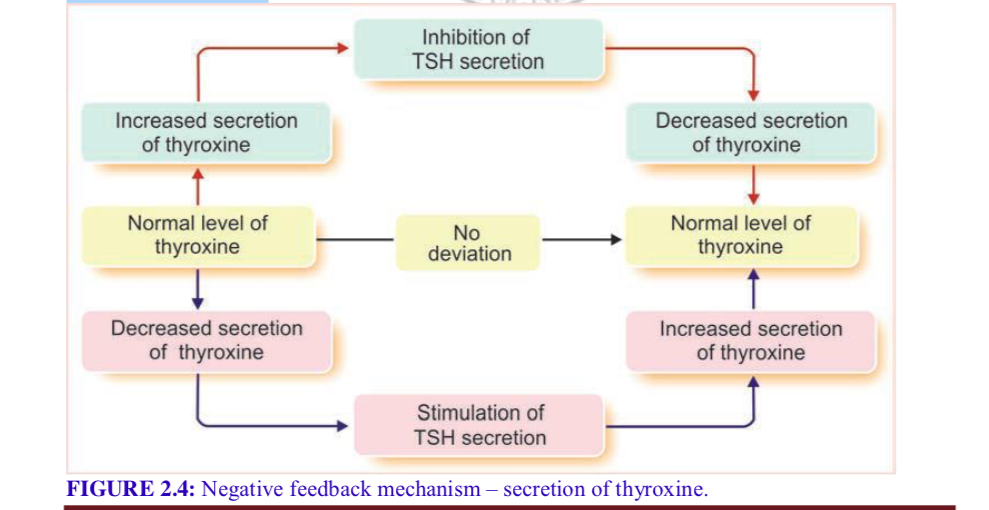 Inhibition of
TSH secretion
Increased secretion
of thyroxine
Decreased secretion
of thyroxine
Normal level of
thyroxine
No
deviation
Normal level of
thyroxine
Decreased secretion
of thyroxine
Increased secretion
of thyroxine
Stimulation of
TSH secretion
FIGURE 2.4: Negative feedback mechanism – secretion of thyroxine.